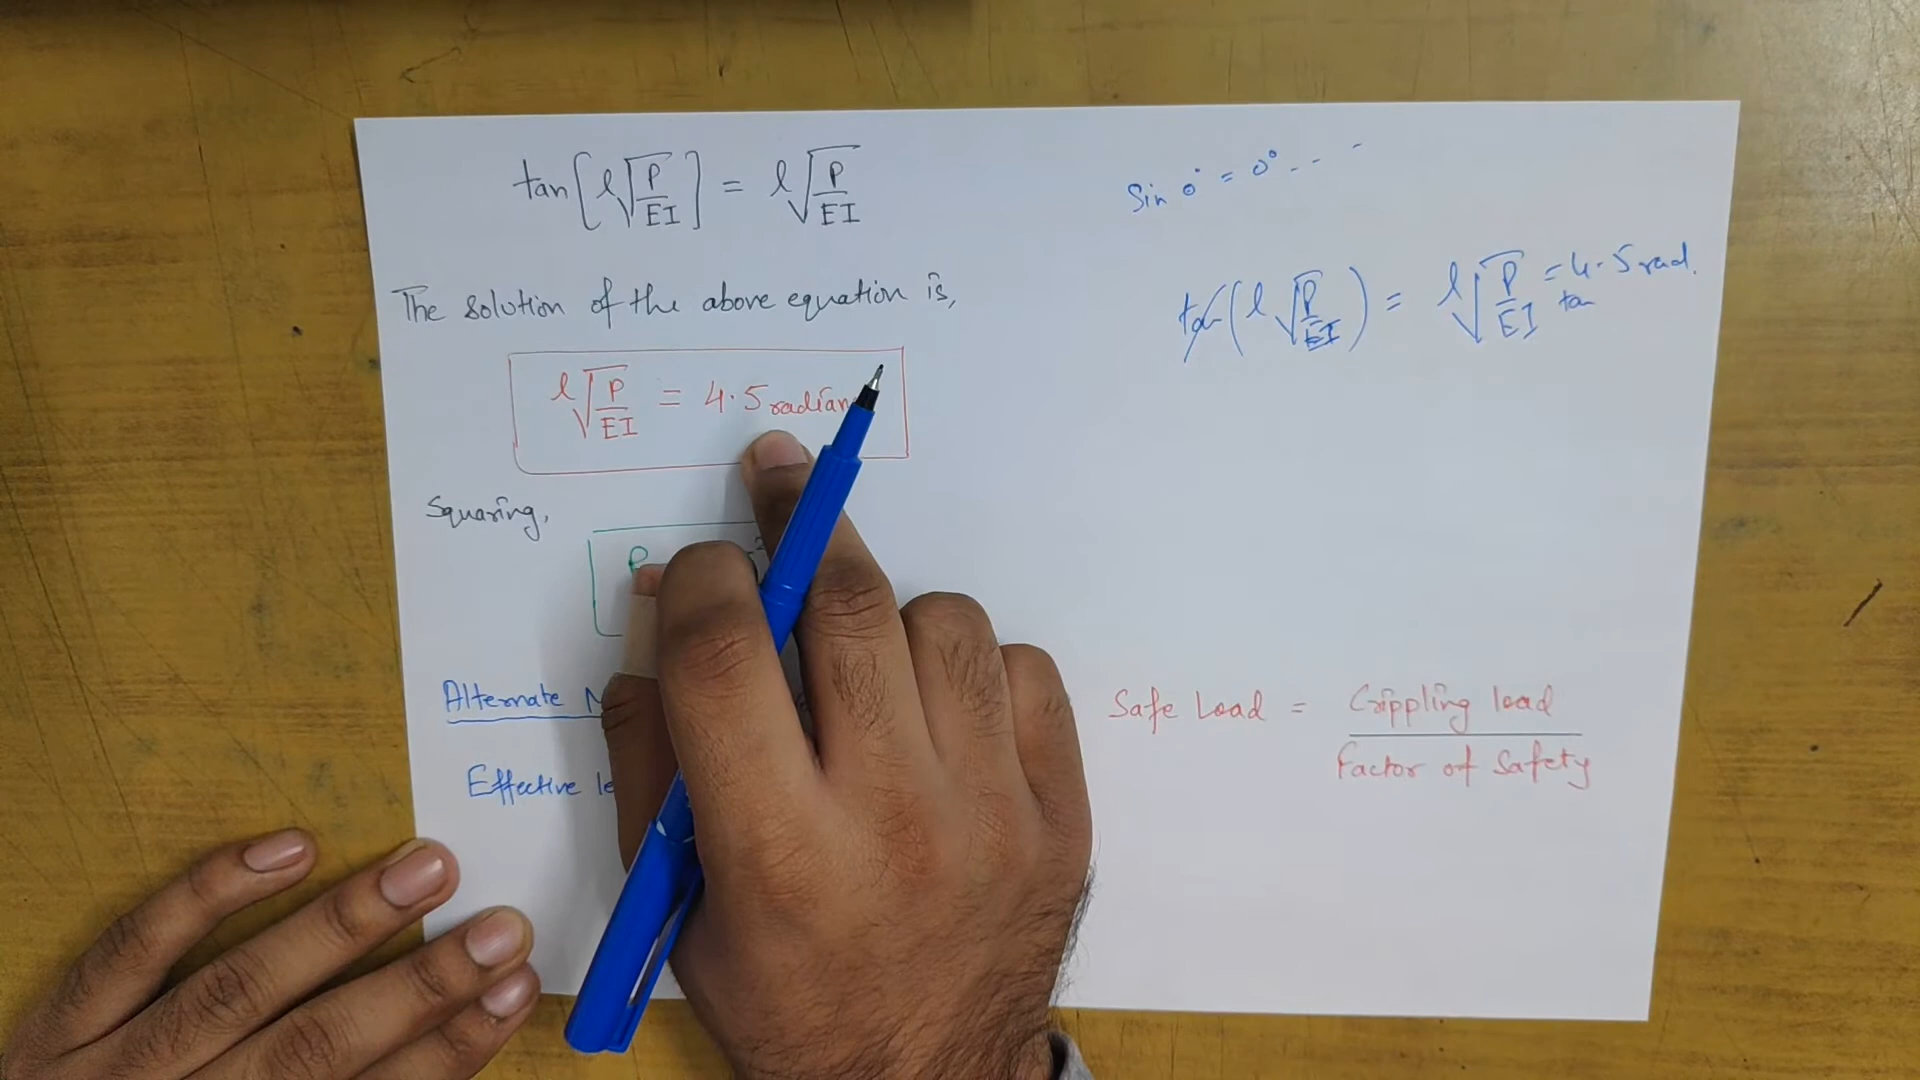 tan[l√(P/EI)] = l√(P/EI)
The solution of the above equation is,
l√(P/EI) = 4.5 radian
Squaring,
P
Alternate
Effective
Sin 0° = 0° - - -
tan(l√(P/EI)) = l√(P/EI) = 4.5 rad.
tan
Safe Load = Crippling load / Factor of Safety